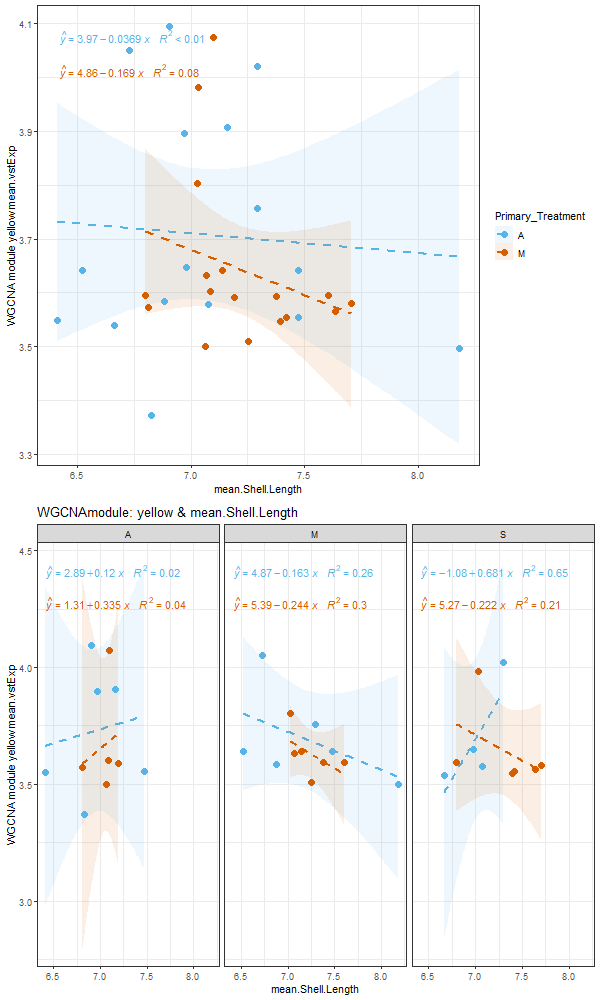 4.1
3.9
3.7
3.5
3.3
WGCNA module yellowmean.vstExp
ŷ = 3.97 − 0.0369 x R² < 0.01
ŷ = 4.86 − 0.169 x R² = 0.08
6.5 7.0 7.5 8.0
mean.Shell.Length
Primary_Treatment
A
M
WGCNAmodule: yellow & mean.Shell.Length
A M S
ŷ = 2.89 + 0.12 x R² = 0.02 ŷ = 4.87 − 0.163 x R² = 0.26 ŷ = −1.08 + 0.681 x R² = 0.65
ŷ = 1.31 + 0.335 x R² = 0.04 ŷ = 5.39 − 0.244 x R² = 0.3 ŷ = 5.27 − 0.222 x R² = 0.21
4.5
4.0
3.5
3.0
WGCNA module yellowmean.vstExp
6.5 7.0 7.5 8.0 6.5 7.0 7.5 8.0 6.5 7.0 7.5 8.0
mean.Shell.Length